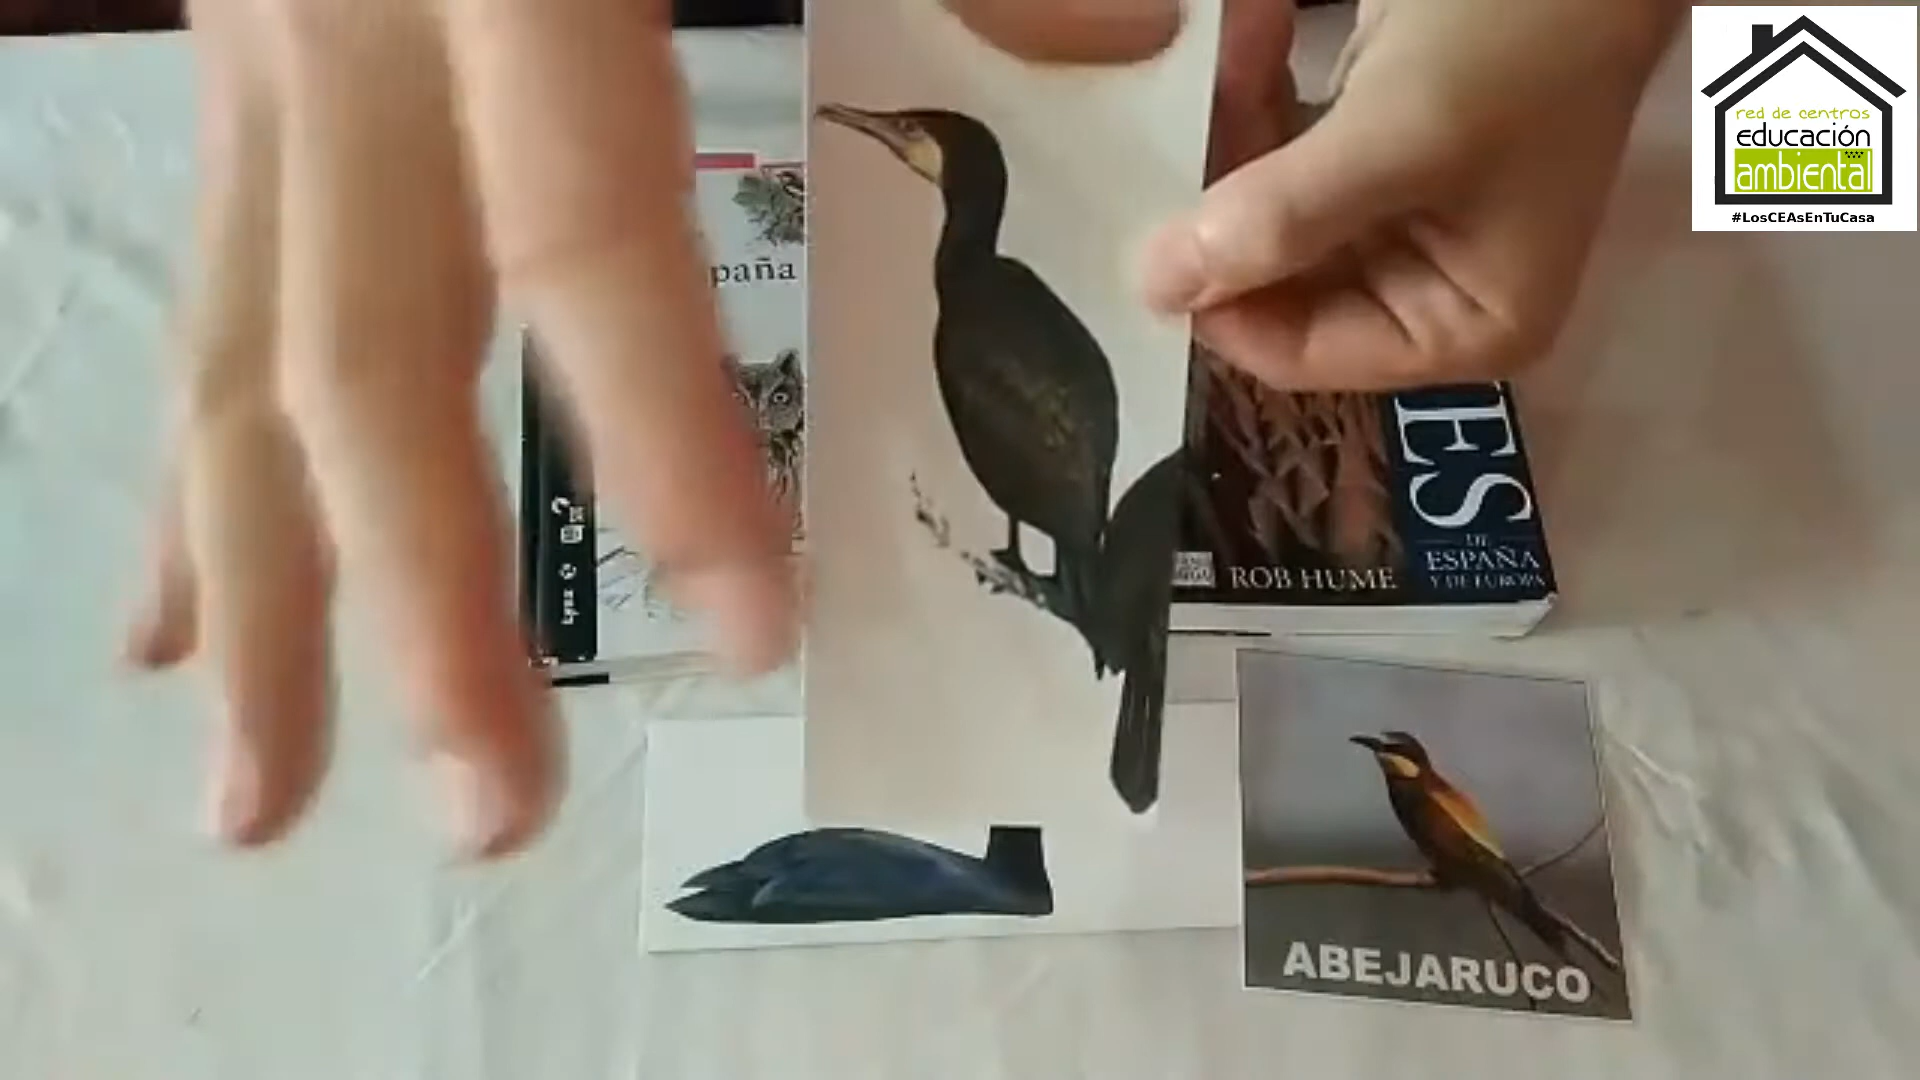 red de centros
educación
ambiental
#LosCEAsEnTuCasa
paña
ES
DE
ESPAÑA
Y DE EUROPA
ROB HUME
ABEJARUCO